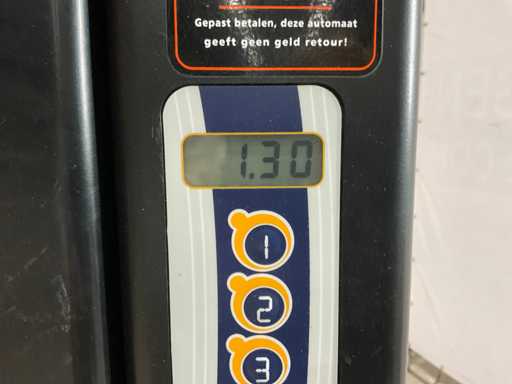 Gepast betalen, deze automaat
geeft geen geld retour!
1.30
1
2
3